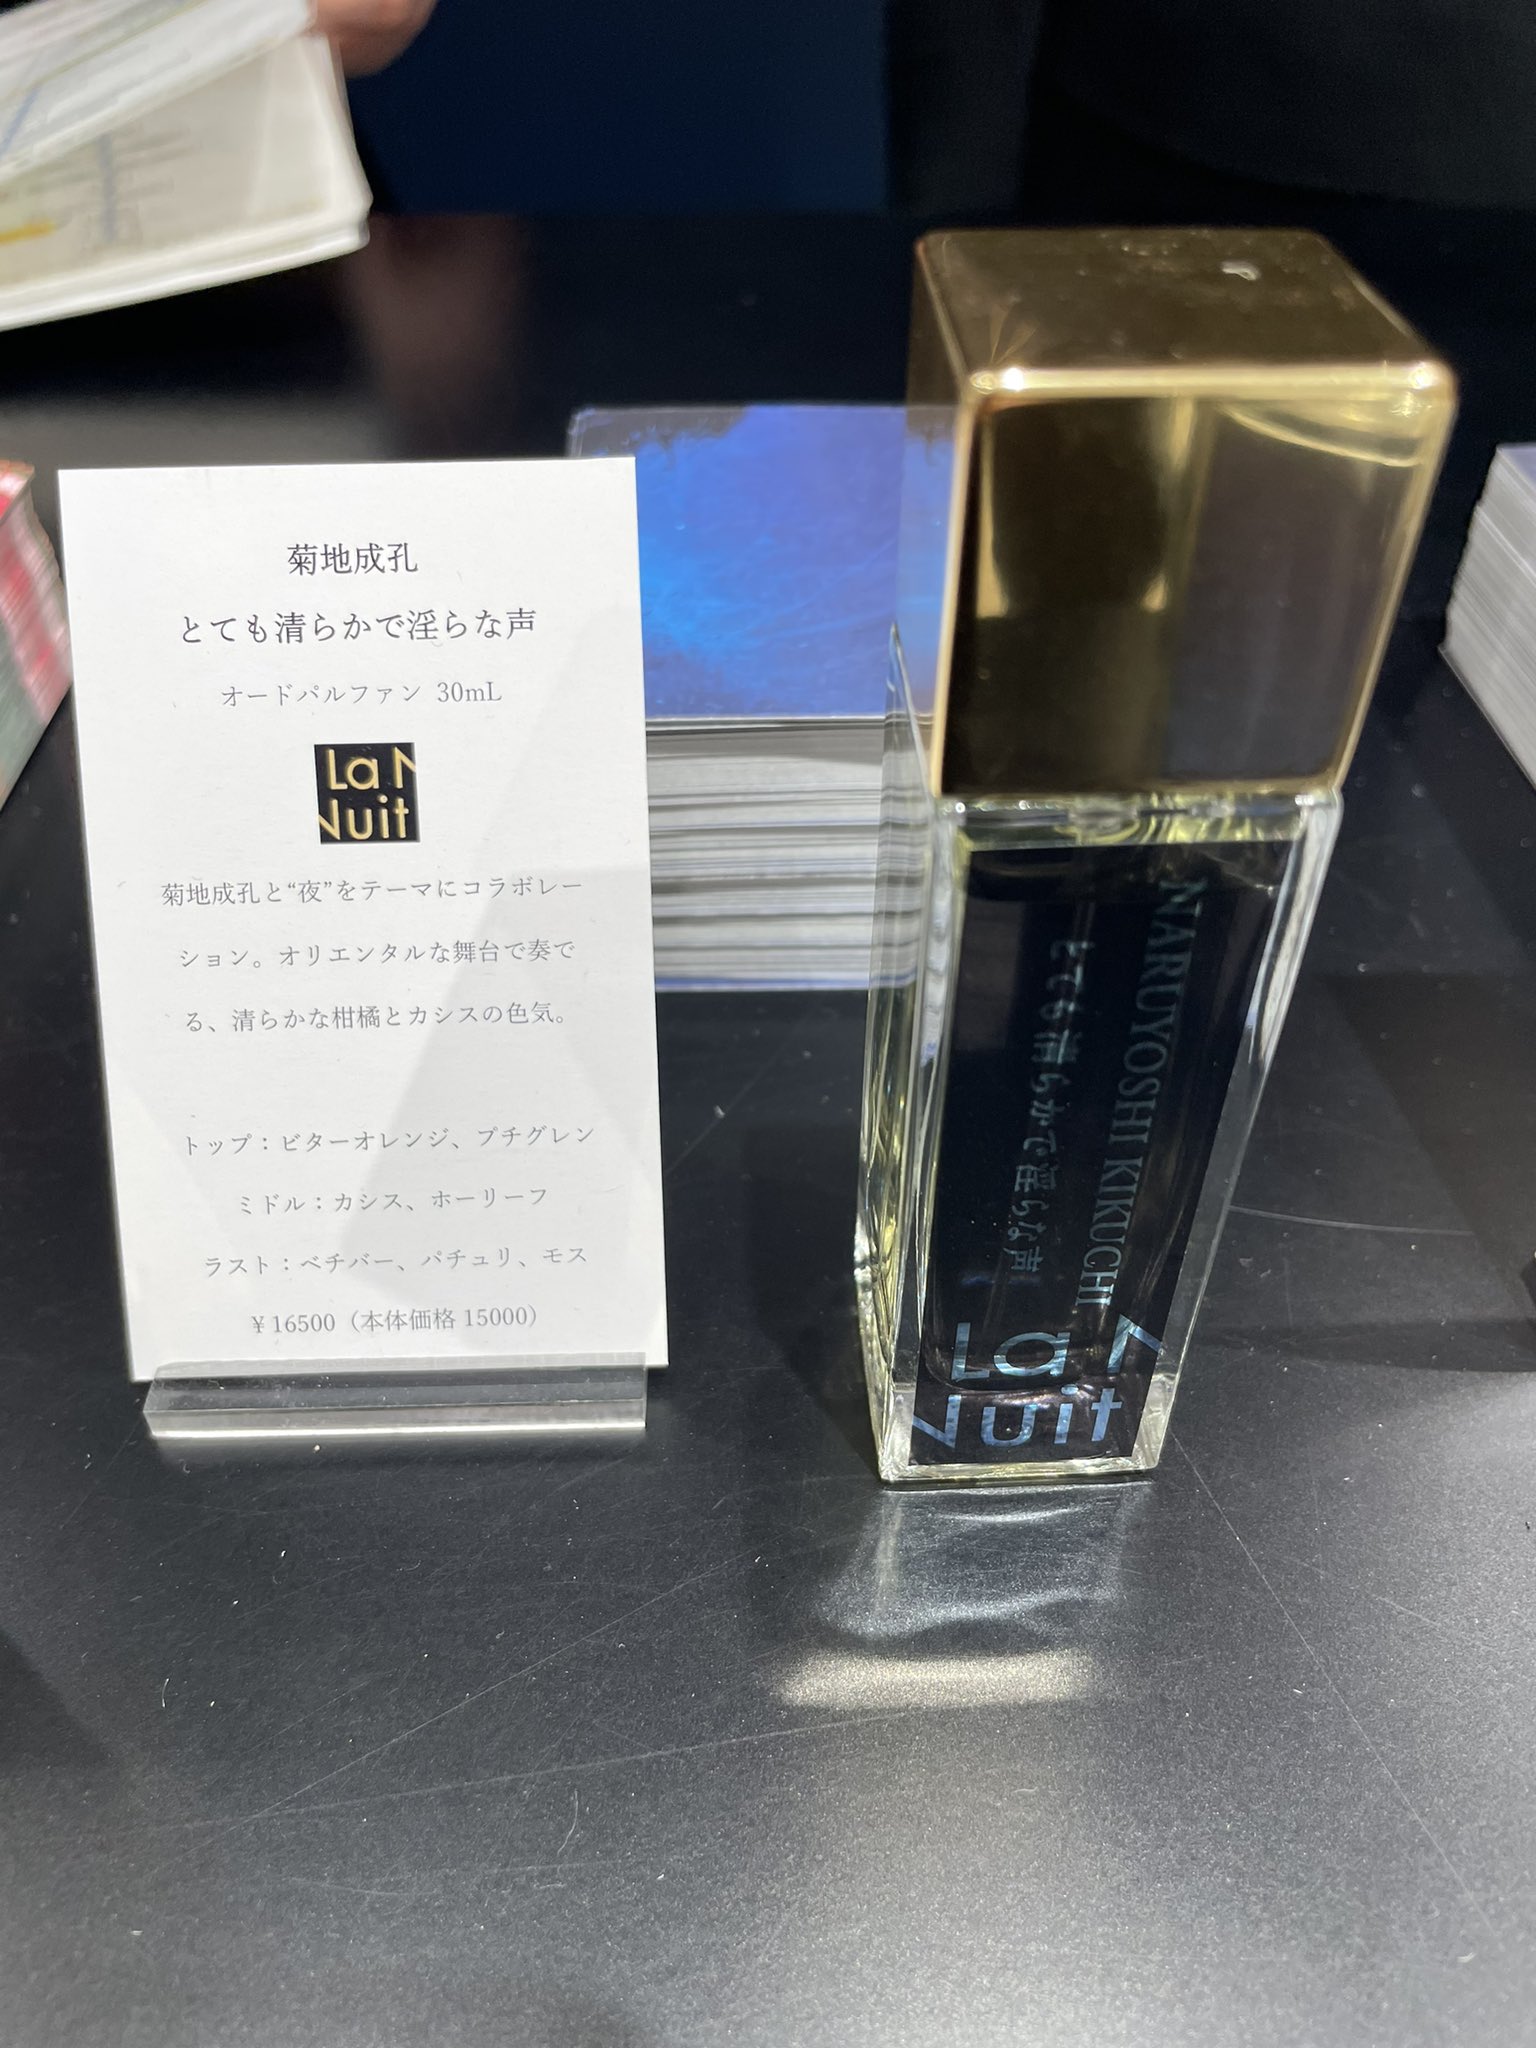 菊地成孔
とても清らかで淫らな声
オードパルファン 30mL
La N
Nuit
菊地成孔と“夜”をテーマにコラボレー
ション。オリエンタルな舞台で奏で
る、清らかな柑橘とカシスの色気。
トップ：ビターオレンジ、プチグレン
ミドル：カシス、ホーリーフ
ラスト：ベチバー、パチュリ、モス
￥16500（本体価格 15000）
NARUYOSHI KIKUCHI
とても清らかで淫らな声
La N
Nuit